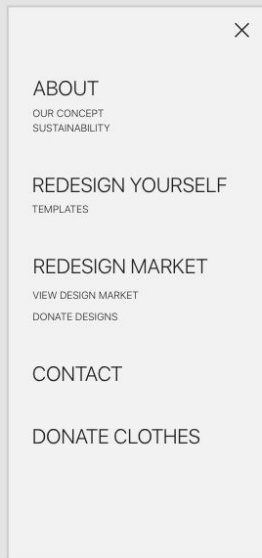 ABOUT
OUR CONCEPT
SUSTAINABILITY
REDESIGN YOURSELF
TEMPLATES
REDESIGN MARKET
VIEW DESIGN MARKET
DONATE DESIGNS
CONTACT
DONATE CLOTHES